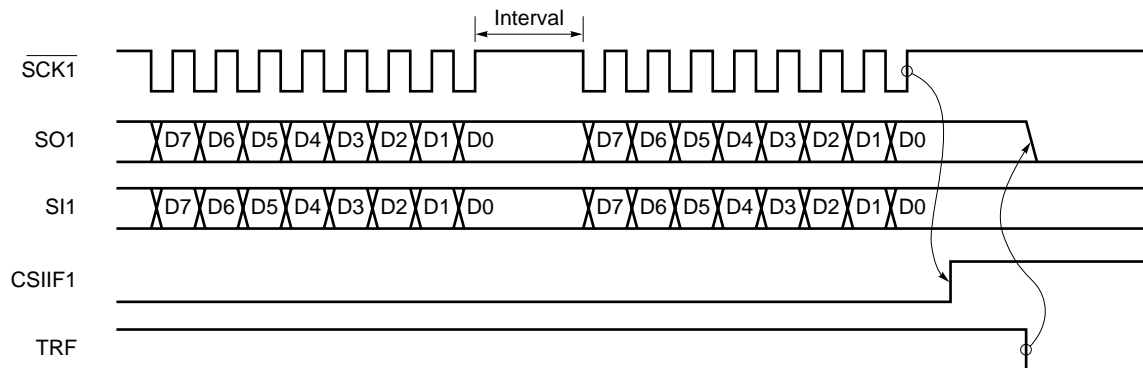 Interval
SCK1
SO1 D7 D6 D5 D4 D3 D2 D1 D0 D7 D6 D5 D4 D3 D2 D1 D0
SI1 D7 D6 D5 D4 D3 D2 D1 D0 D7 D6 D5 D4 D3 D2 D1 D0
CSIIF1
TRF